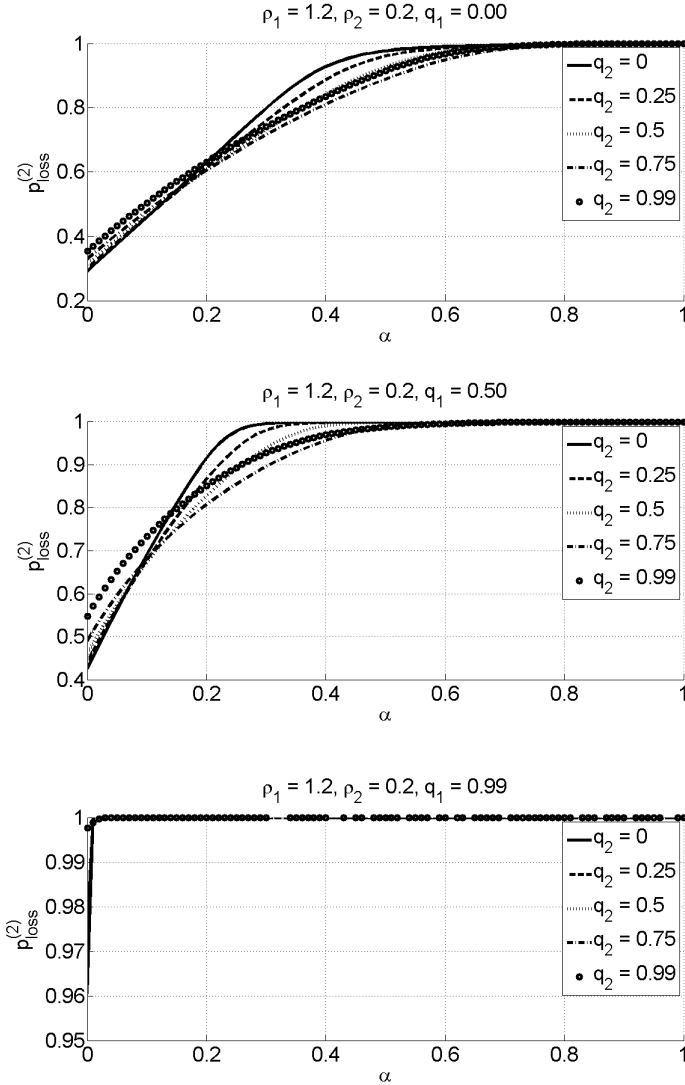 ρ1 = 1.2, ρ2 = 0.2, q1 = 0.00
1
0.8
0.6
0.4
0.2
p(2)loss
0 0.2 0.4 0.6 0.8 1
α
q2 = 0
q2 = 0.25
q2 = 0.5
q2 = 0.75
q2 = 0.99
ρ1 = 1.2, ρ2 = 0.2, q1 = 0.50
1
0.9
0.8
0.7
0.6
0.5
0.4
p(2)loss
0 0.2 0.4 0.6 0.8 1
α
q2 = 0
q2 = 0.25
q2 = 0.5
q2 = 0.75
q2 = 0.99
ρ1 = 1.2, ρ2 = 0.2, q1 = 0.99
1
0.99
0.98
0.97
0.96
0.95
p(2)loss
0 0.2 0.4 0.6 0.8 1
α
q2 = 0
q2 = 0.25
q2 = 0.5
q2 = 0.75
q2 = 0.99